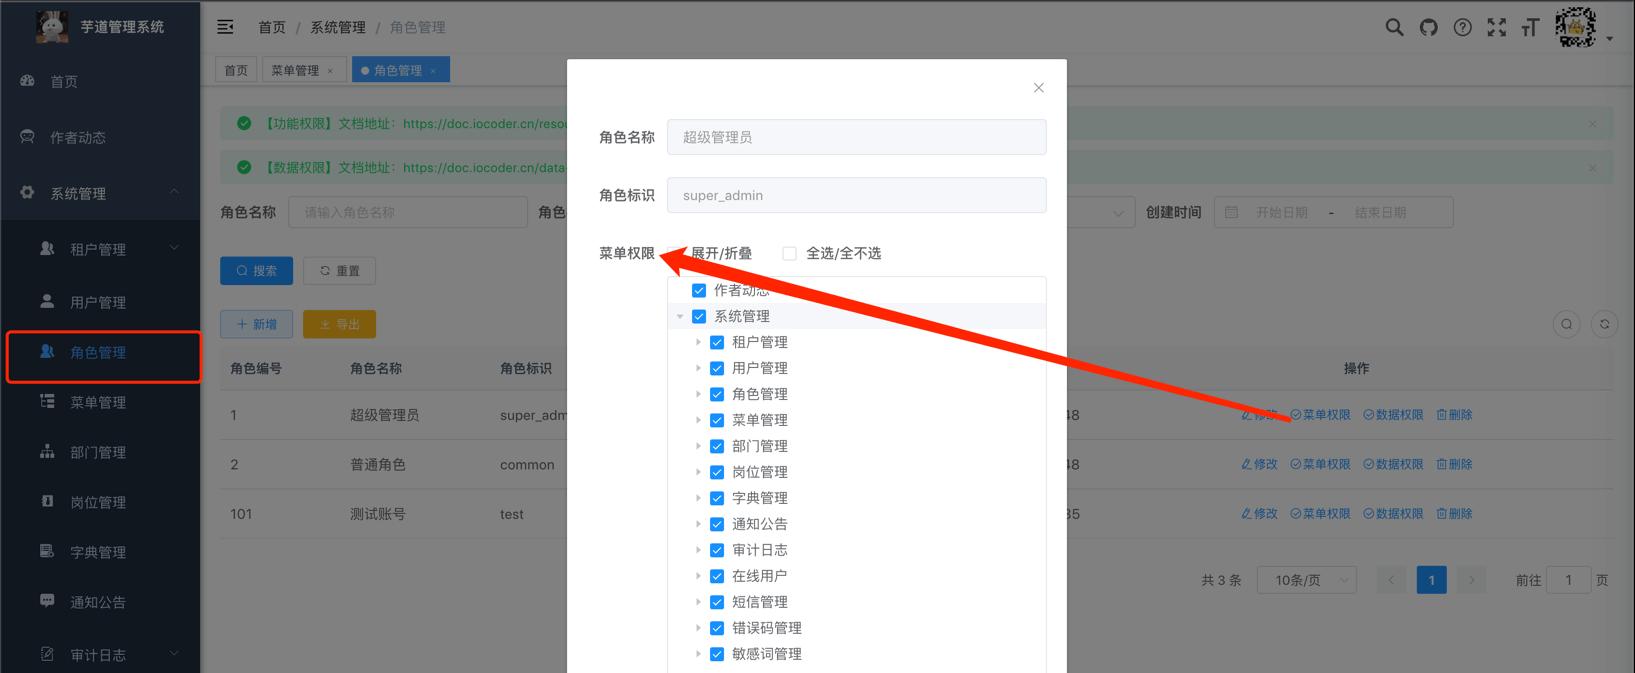 芋道管理系统
首页 / 系统管理 / 角色管理
首页 菜单管理 × 角色管理 ×
首页
作者动态
系统管理
租户管理
用户管理
角色管理
菜单管理
部门管理
岗位管理
字典管理
通知公告
审计日志
【功能权限】文档地址：https://doc.iocoder.cn/resou
【数据权限】文档地址：https://doc.iocoder.cn/data-
角色名称 请输入角色名称 角色
创建时间 开始日期 - 结束日期
搜索 重置
新增 导出
角色编号 角色名称 角色标识 操作
1 超级管理员 super_adm 48 修改 菜单权限 数据权限 删除
2 普通角色 common 48 修改 菜单权限 数据权限 删除
101 测试账号 test 35 修改 菜单权限 数据权限 删除
共 3 条 10条/页 1 前往 1 页
角色名称 超级管理员
角色标识 super_admin
菜单权限 展开/折叠 全选/全不选
作者动态
系统管理
租户管理
用户管理
角色管理
菜单管理
部门管理
岗位管理
字典管理
通知公告
审计日志
在线用户
短信管理
错误码管理
敏感词管理